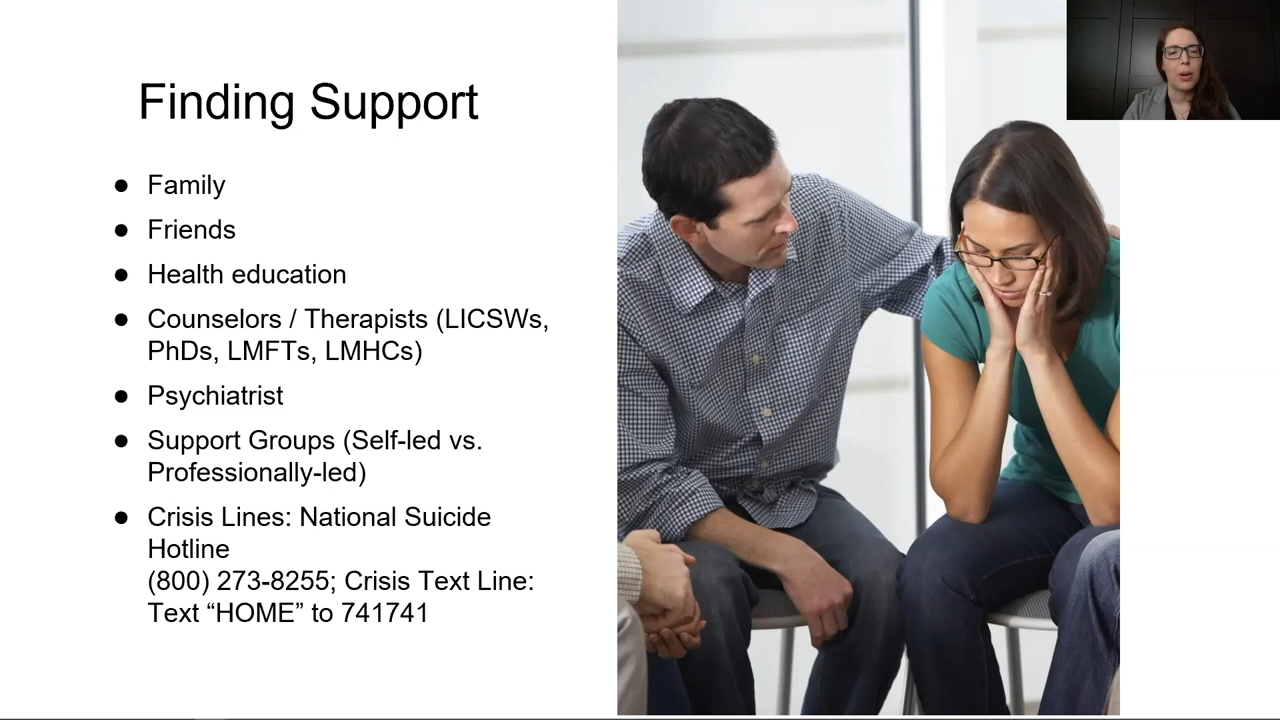 Finding Support
● Family
● Friends
● Health education
● Counselors / Therapists (LICSWs,
PhDs, LMFTs, LMHCs)
● Psychiatrist
● Support Groups (Self-led vs.
Professionally-led)
● Crisis Lines: National Suicide
Hotline
(800) 273-8255; Crisis Text Line:
Text “HOME” to 741741